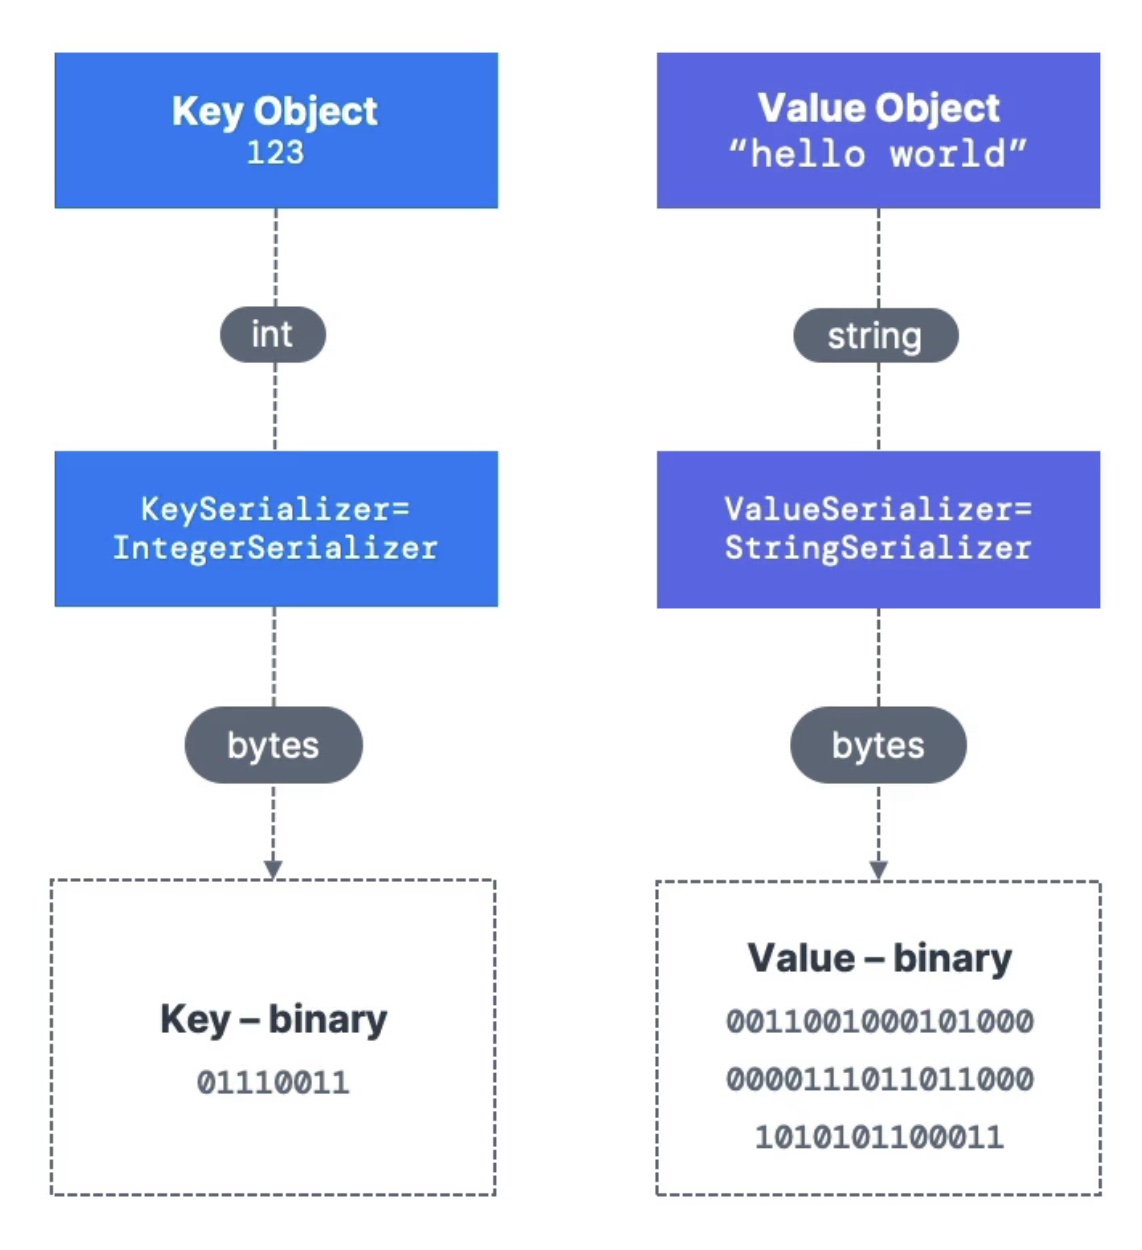 Key Object
123
int
KeySerializer=
IntegerSerializer
bytes
Key – binary
01110011
Value Object
“hello world”
string
ValueSerializer=
StringSerializer
bytes
Value – binary
0011001000101000
0000111011011000
1010101100011